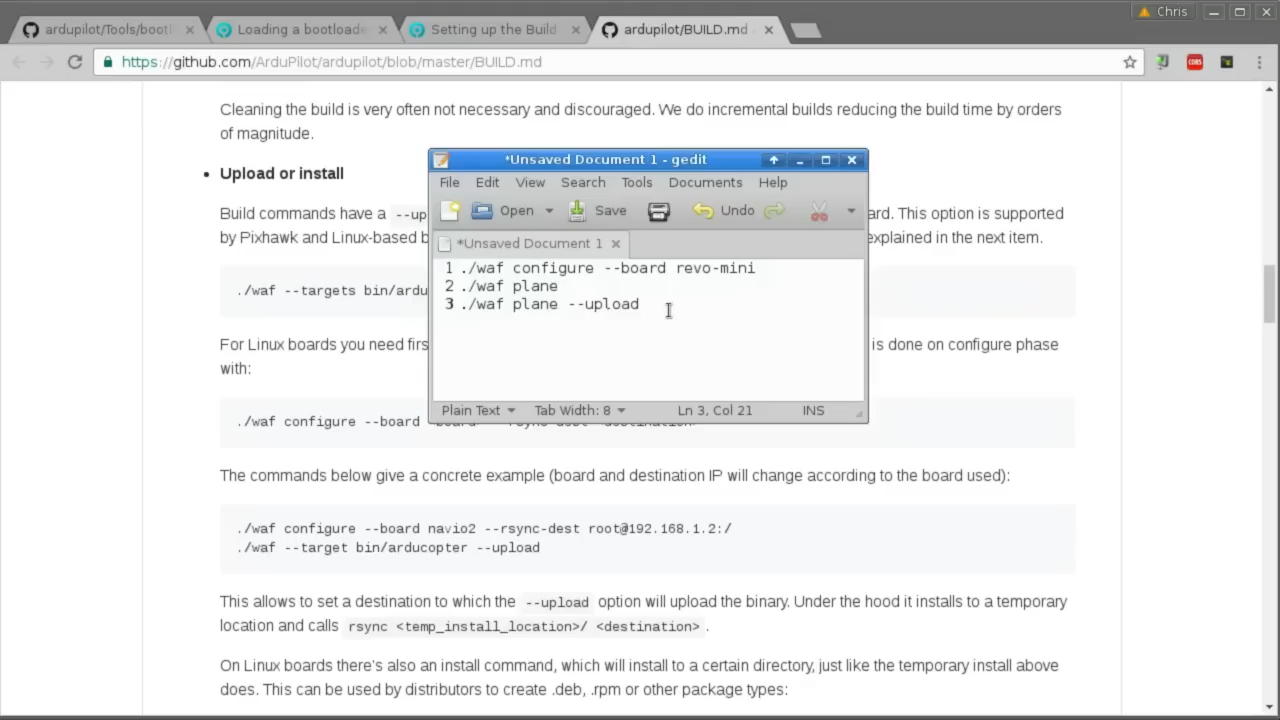 ardupilot/Tools/bootl
Loading a bootloade
Setting up the Build
ardupilot/BUILD.md
Chris
https://github.com/ArduPilot/ardupilot/blob/master/BUILD.md
CORS
Cleaning the build is very often not necessary and discouraged. We do incremental builds reducing the build time by orders
of magnitude.
Upload or install
Build commands have a --up
ard. This option is supported
by Pixhawk and Linux-based b
explained in the next item.
./waf --targets bin/ardu
For Linux boards you need firs
is done on configure phase
with:
./waf configure --board
*Unsaved Document 1 - gedit
File Edit View Search Tools Documents Help
Open Save Undo
*Unsaved Document 1
1 ./waf configure --board revo-mini
2 ./waf plane
3 ./waf plane --upload
Plain Text Tab Width: 8 Ln 3, Col 21 INS
The commands below give a concrete example (board and destination IP will change according to the board used):
./waf configure --board navio2 --rsync-dest root@192.168.1.2:/
./waf --target bin/arducopter --upload
This allows to set a destination to which the --upload option will upload the binary. Under the hood it installs to a temporary
location and calls rsync <temp_install_location>/ <destination> .
On Linux boards there's also an install command, which will install to a certain directory, just like the temporary install above
does. This can be used by distributors to create .deb, .rpm or other package types: